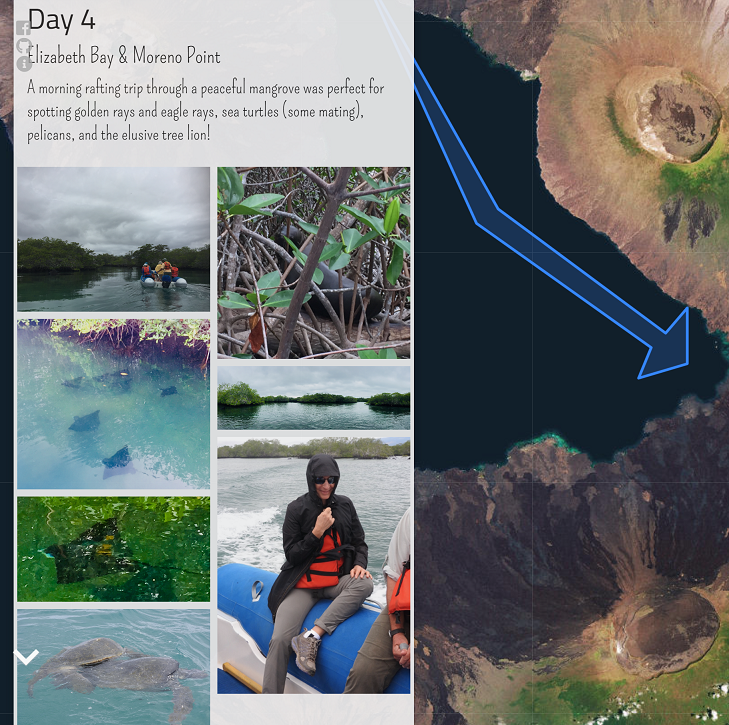 Day 4
Elizabeth Bay & Moreno Point
A morning rafting trip through a peaceful mangrove was perfect for
spotting golden rays and eagle rays, sea turtles (some mating),
pelicans, and the elusive tree lion!